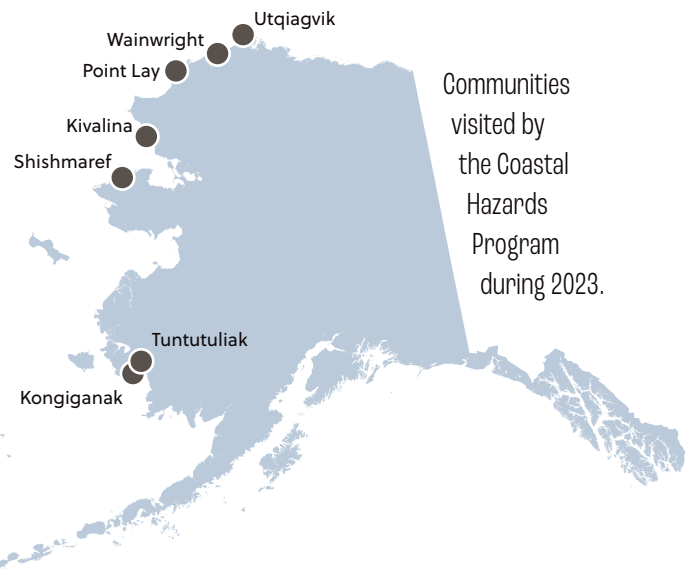 Utqiagvik
Wainwright
Point Lay
Kivalina
Shishmaref
Communities
visited by
the Coastal
Hazards
Program
during 2023.
Tuntutuliak
Kongiganak